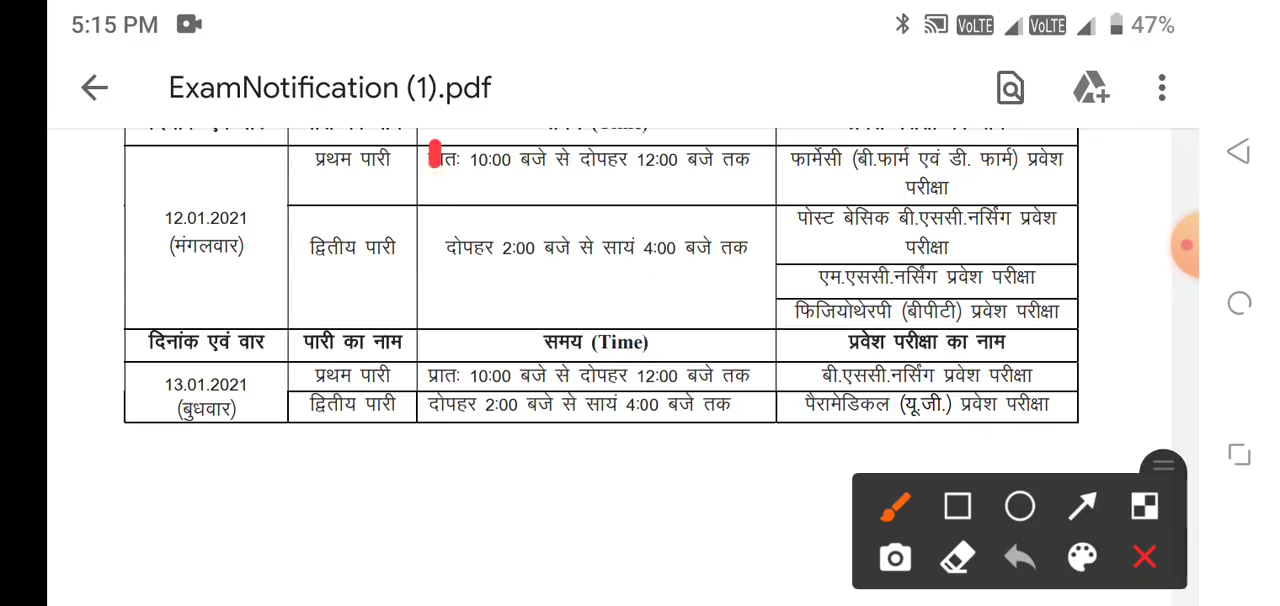 5:15 PM VoLTE VoLTE 47%
ExamNotification (1).pdf
(Time)
प्रथम पारी 10:00 बजे से दोपहर 12:00 बजे तक फार्मेसी (बी.फार्म एवं डी. फार्म) प्रवेश
परीक्षा
12.01.2021
(मंगलवार)
द्वितीय पारी दोपहर 2:00 बजे से सायं 4:00 बजे तक
पोस्ट बेसिक बी.एससी.नर्सिंग प्रवेश
परीक्षा
एम.एससी.नर्सिंग प्रवेश परीक्षा
फिजियोथेरपी (बीपीटी) प्रवेश परीक्षा
दिनांक एवं वार पारी का नाम समय (Time) प्रवेश परीक्षा का नाम
13.01.2021
(बुधवार)
प्रथम पारी प्रातः 10:00 बजे से दोपहर 12:00 बजे तक बी.एससी.नर्सिंग प्रवेश परीक्षा
द्वितीय पारी दोपहर 2:00 बजे से सायं 4:00 बजे तक पैरामेडिकल (यू.जी.) प्रवेश परीक्षा